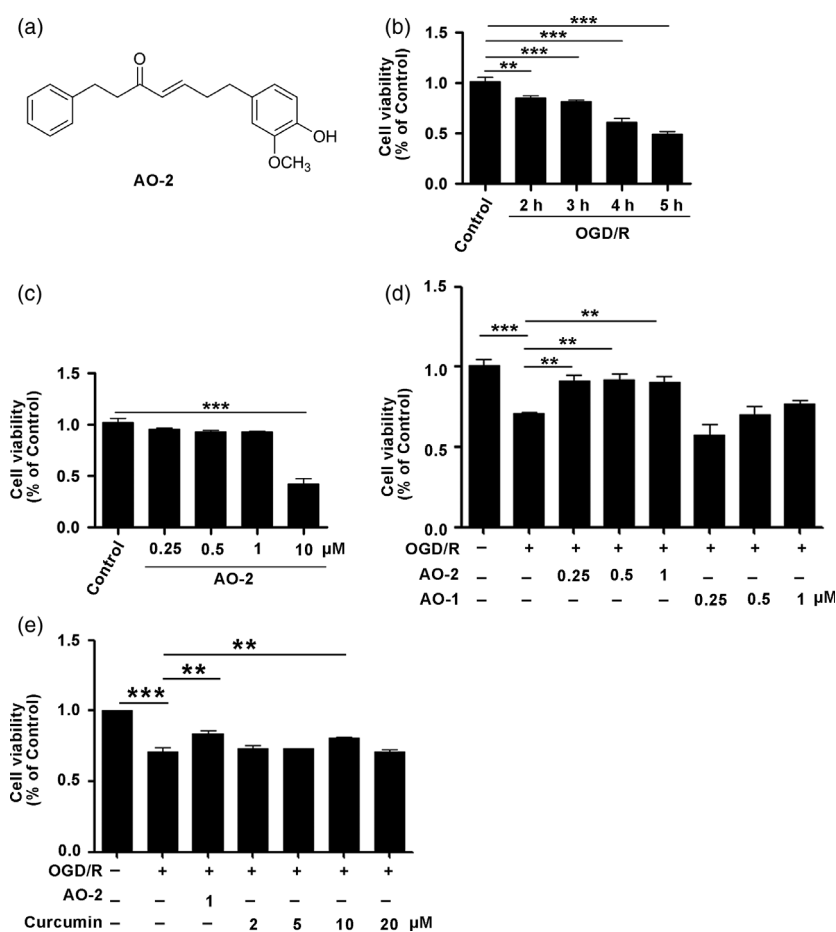 (a)
O
OH
OCH3
AO-2
(b)
Cell viability
(% of Control)
1.5
1.0
0.5
0.0
** *** *** ***
Control 2 h 3 h 4 h 5 h
OGD/R
(c)
Cell viability
(% of Control)
1.5
1.0
0.5
0.0
***
Control 0.25 0.5 1 10 μM
AO-2
(d)
Cell viability
(% of Control)
1.5
1.0
0.5
0.0
*** ** ** **
OGD/R – + + + + + + +
AO-2 – – 0.25 0.5 1 – – –
AO-1 – – – – – 0.25 0.5 1 μM
(e)
Cell viability
(% of Control)
1.5
1.0
0.5
0.0
*** ** **
OGD/R – + + + + + +
AO-2 – – 1 – – – –
Curcumin – – – 2 5 10 20 μM